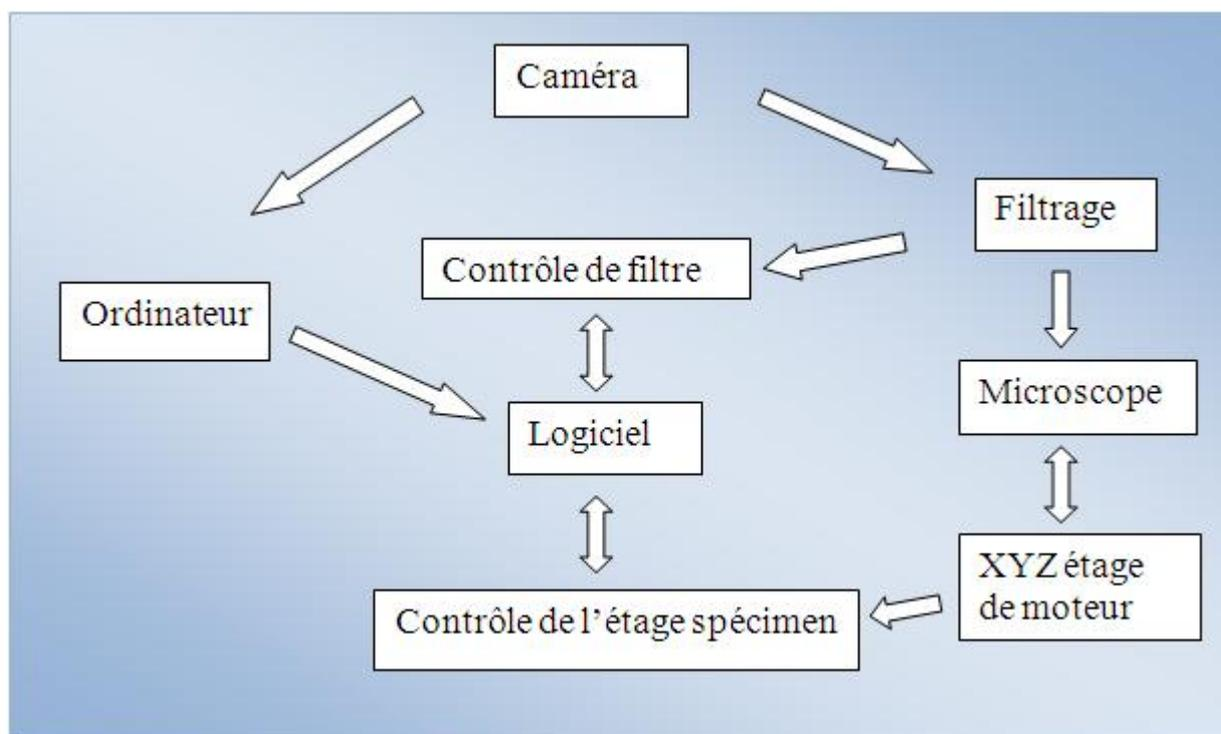 Caméra
Filtrage
Contrôle de filtre
Ordinateur
Microscope
Logiciel
XYZ étage
de moteur
Contrôle de l’étage spécimen